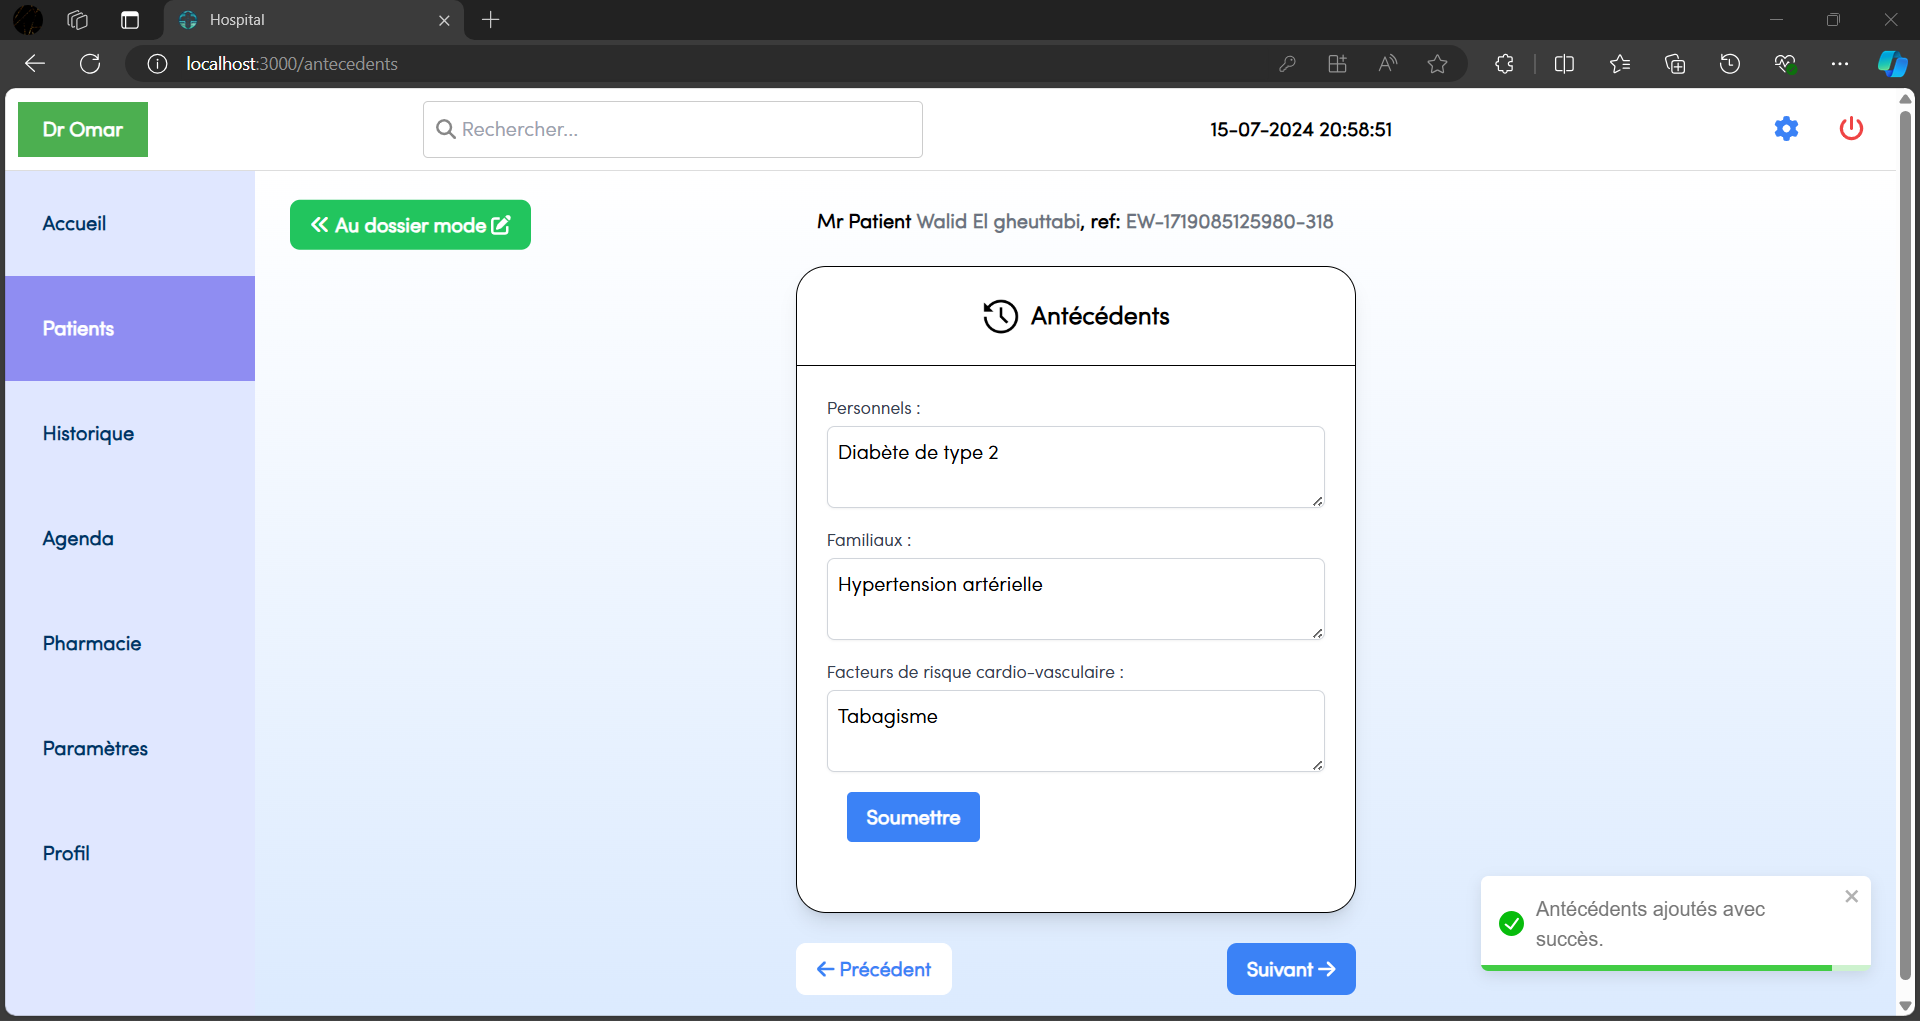 Hospital
localhost:3000/antecedents
Dr Omar
Rechercher...
15-07-2024 20:58:51
Accueil
Patients
Historique
Agenda
Pharmacie
Paramètres
Profil
Au dossier mode
Mr Patient Walid El gheuttabi, ref: EW-1719085125980-318
Antécédents
Personnels :
Diabète de type 2
Familiaux :
Hypertension artérielle
Facteurs de risque cardio-vasculaire :
Tabagisme
Soumettre
Précédent
Suivant
Antécédents ajoutés avec
succès.